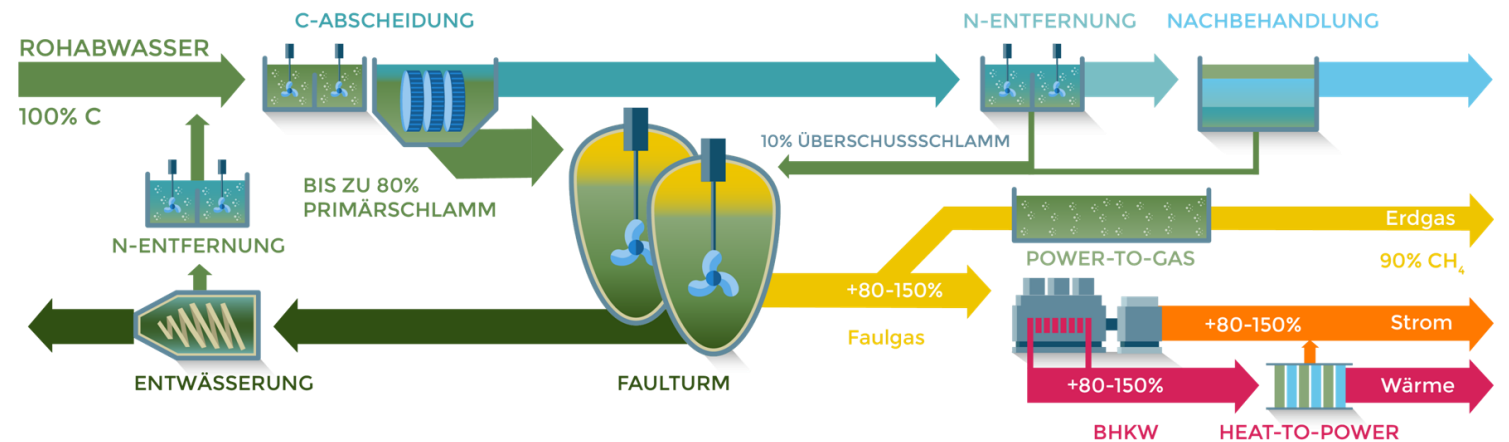 C-ABSCHEIDUNG
N-ENTFERNUNG
NACHBEHANDLUNG
ROHABWASSER
100% C
10% ÜBERSCHUSSSCHLAMM
BIS ZU 80%
PRIMÄRSCHLAMM
N-ENTFERNUNG
Erdgas
POWER-TO-GAS
90% CH₄
+80-150%
Faulgas
+80-150%
Strom
ENTWÄSSERUNG
FAULTURM
+80-150%
Wärme
BHKW
HEAT-TO-POWER